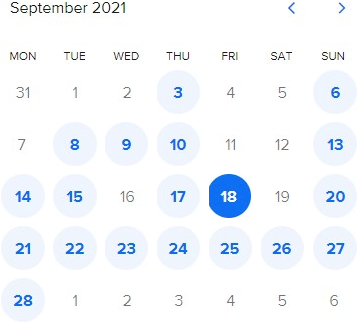 September 2021
MON TUE WED THU FRI SAT SUN
31 1 2 3 4 5 6
7 8 9 10 11 12 13
14 15 16 17 18 19 20
21 22 23 24 25 26 27
28 1 2 3 4 5 6